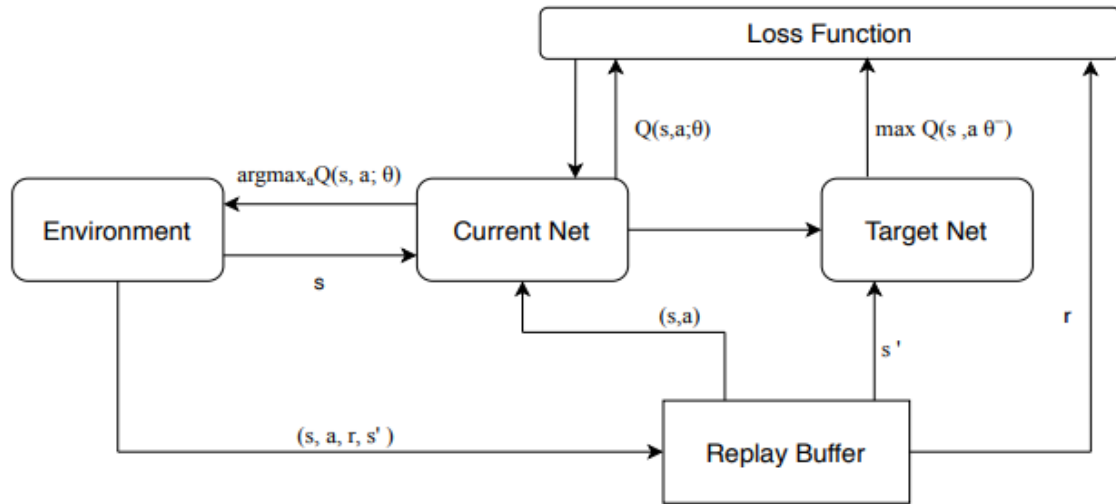 Loss Function
Q(s,a;θ)
max Q(s ,a θ⁻)
argmaxₐQ(s, a; θ)
Environment
Current Net
Target Net
s
(s,a)
s '
r
(s, a, r, s' )
Replay Buffer